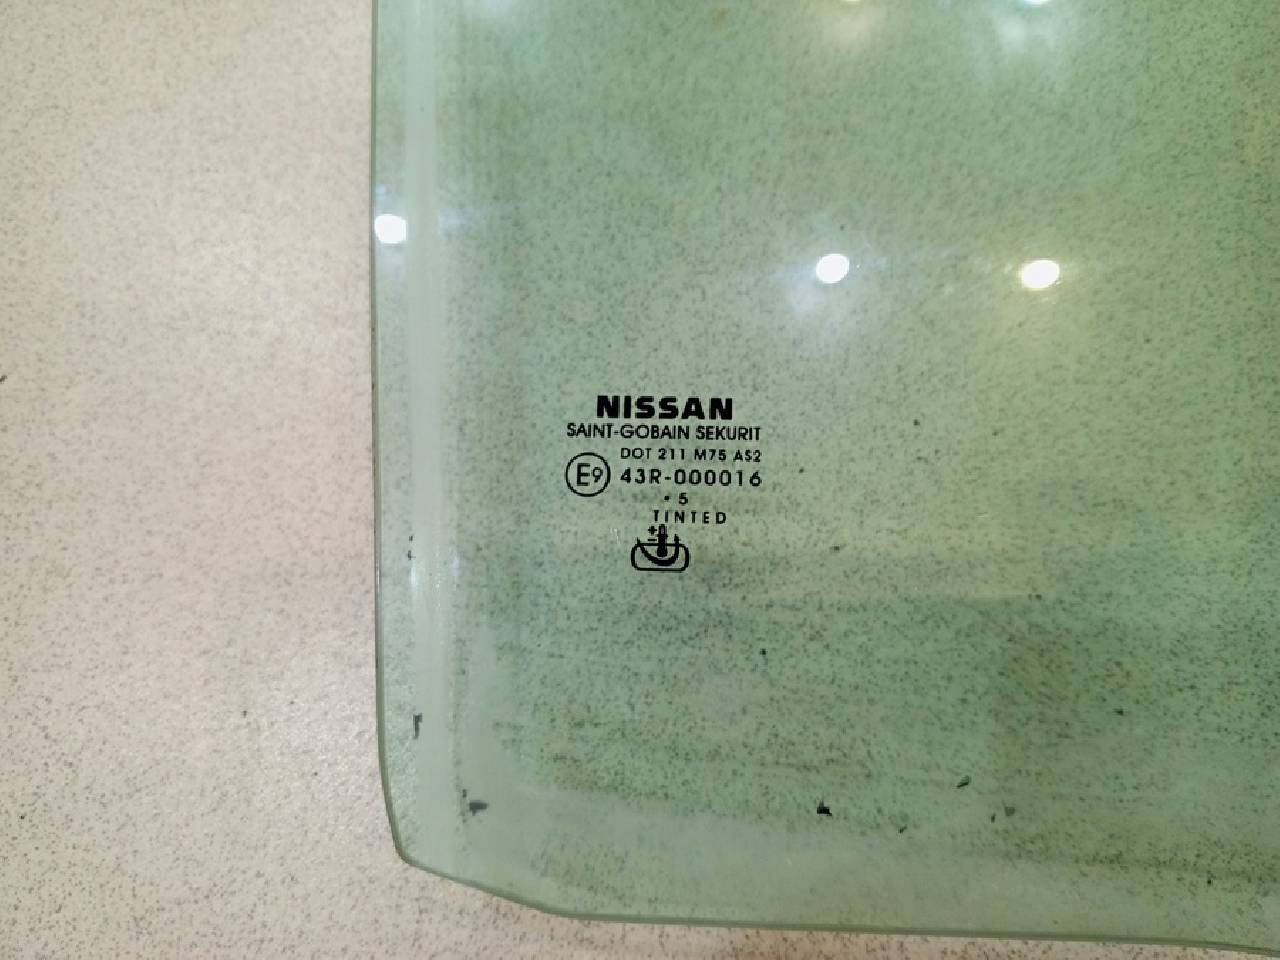 NISSAN
SAINT-GOBAIN SEKURIT
DOT 211 M75 AS2
E9 43R-000016
• 5
TINTED